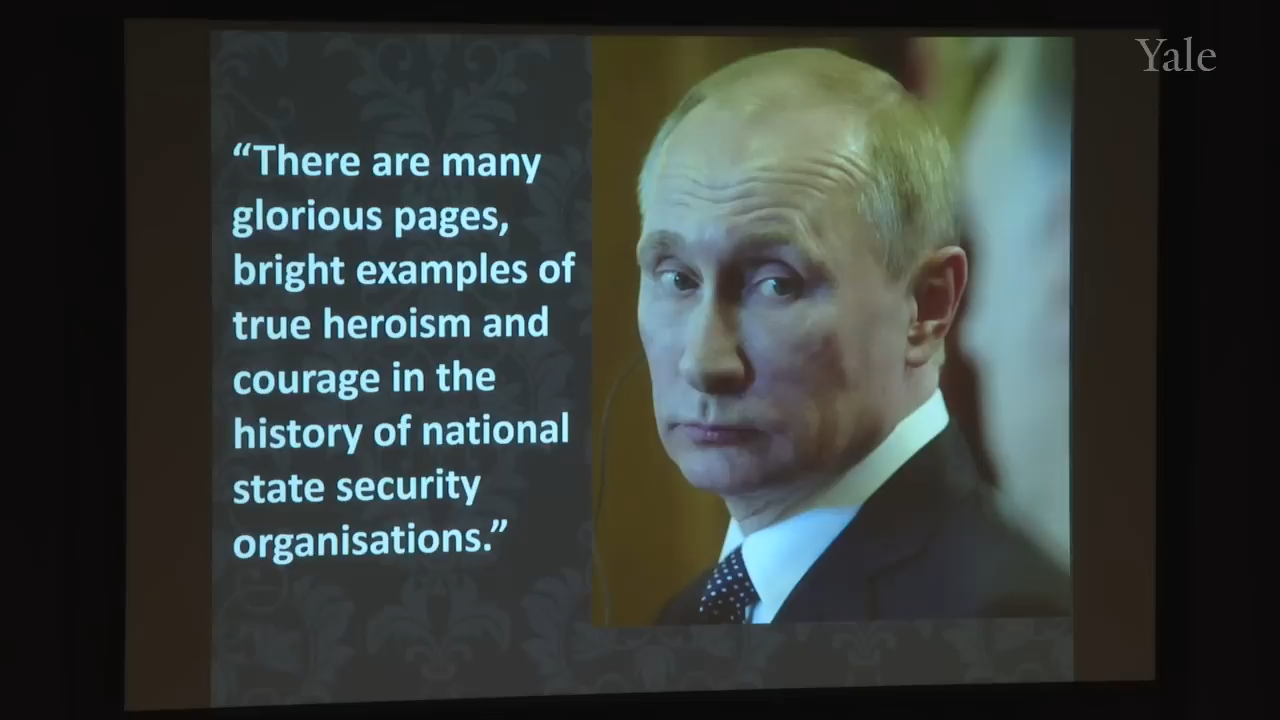 Yale
“There are many
glorious pages,
bright examples of
true heroism and
courage in the
history of national
state security
organisations.”